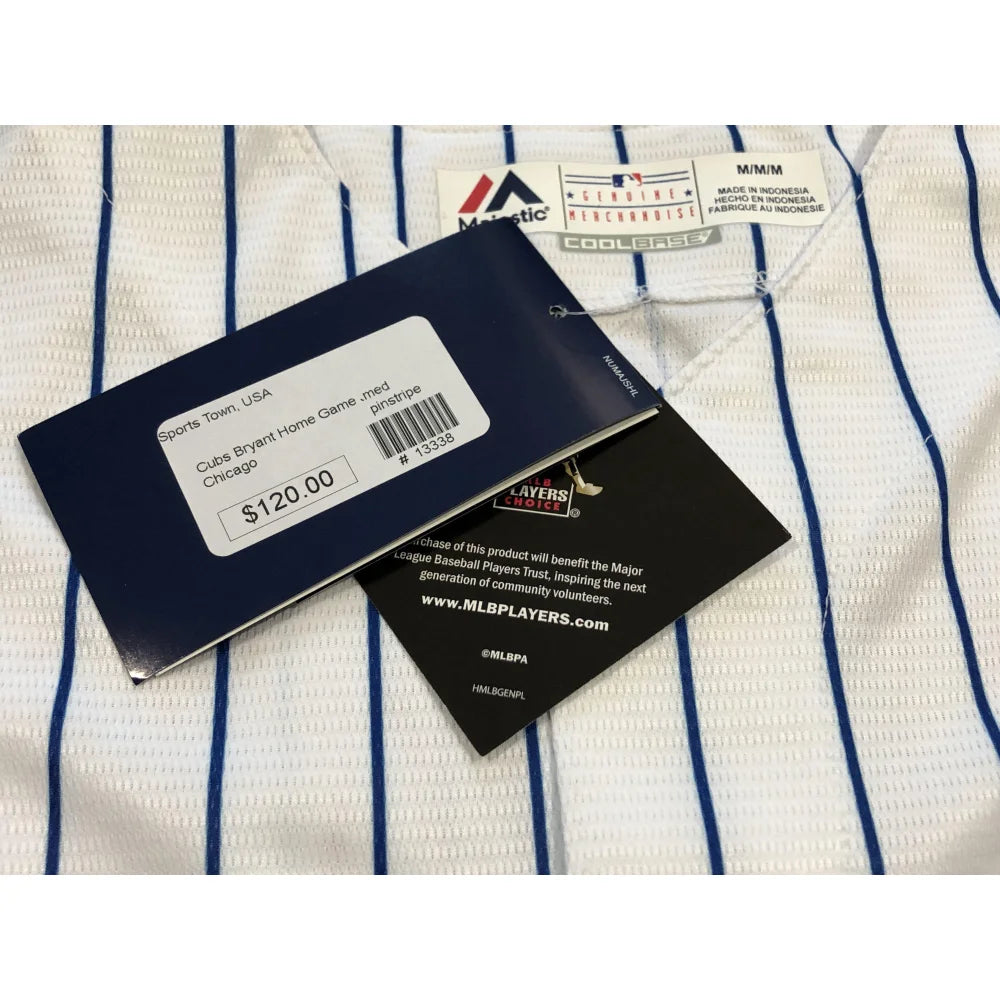 Majestic®
GENUINE
MERCHANDISE
M/M/M
MADE IN INDONESIA
HECHO EN INDONESIA
FABRIQUE AU INDONESIE
COOLBASE
NUMAJSHL
Sports Town, USA
Cubs Bryant Home Game ,med
Chicago pinstripe
$120.00
# 13338
MLB
PLAYERS
CHOICE ®
rchase of this product will benefit the Major
League Baseball Players Trust, inspiring the next
generation of community volunteers.
www.MLBPLAYERS.com
©MLBPA
HMLBGENPL